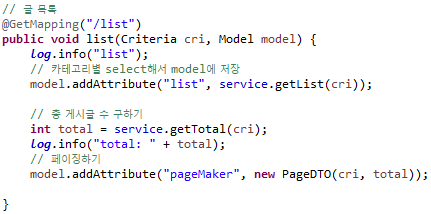 // 글 목록
@GetMapping("/list")
public void list(Criteria cri, Model model) {
log.info("list");
// 카테고리별 select해서 model에 저장
model.addAttribute("list", service.getList(cri));
// 총 게시글 수 구하기
int total = service.getTotal(cri);
log.info("total: " + total);
// 페이징하기
model.addAttribute("pageMaker", new PageDTO(cri, total));
}